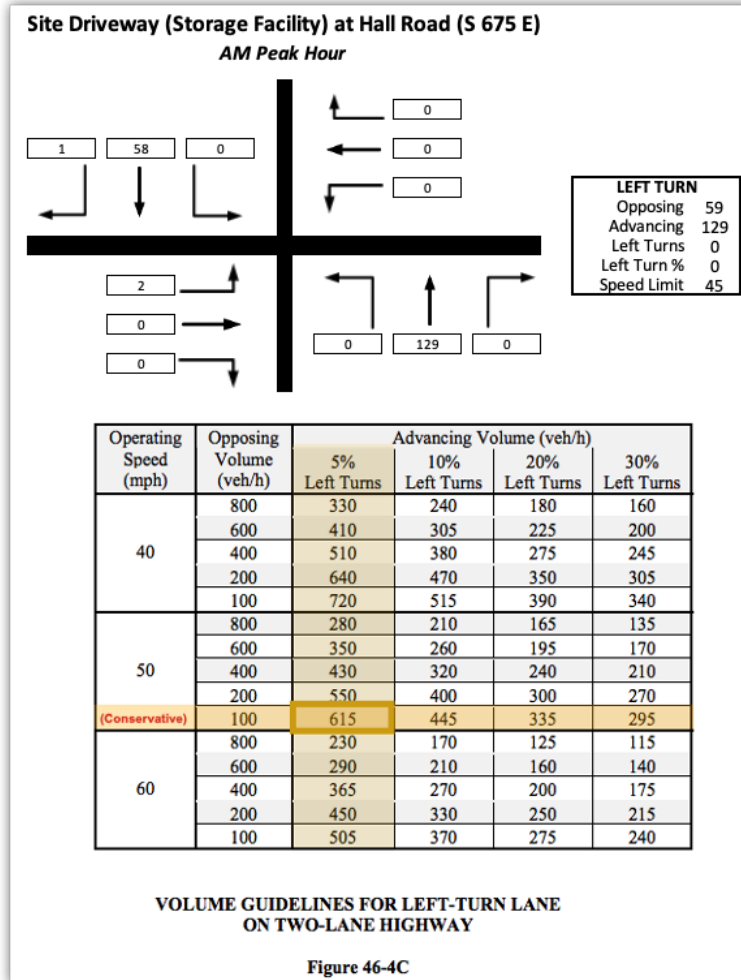 Site Driveway (Storage Facility) at Hall Road (S 675 E)
AM Peak Hour
0
1 58 0
0
0
LEFT TURN
Opposing 59
Advancing 129
Left Turns 0
Left Turn % 0
Speed Limit 45
2
0
0
0 129 0
Operating Speed (mph) Opposing Volume (veh/h) Advancing Volume (veh/h)
5% Left Turns 10% Left Turns 20% Left Turns 30% Left Turns
40
800 330 240 180 160
600 410 305 225 200
400 510 380 275 245
200 640 470 350 305
100 720 515 390 340
50
800 280 210 165 135
600 350 260 195 170
400 430 320 240 210
200 550 400 300 270
(Conservative) 100 615 445 335 295
60
800 230 170 125 115
600 290 210 160 140
400 365 270 200 175
200 450 330 250 215
100 505 370 275 240
VOLUME GUIDELINES FOR LEFT-TURN LANE
ON TWO-LANE HIGHWAY
Figure 46-4C